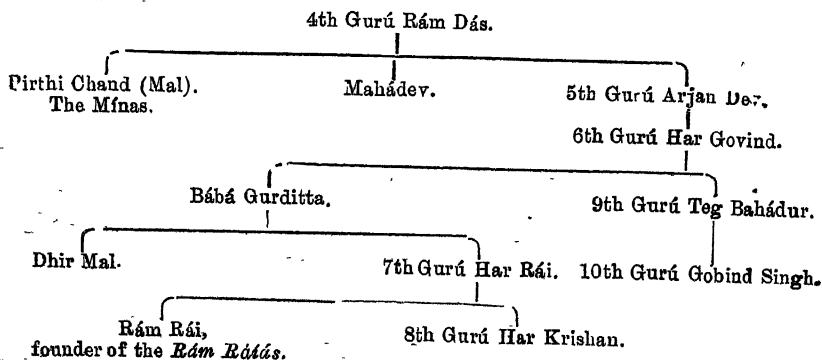 4th Gurú Rám Dás.
Pirthi Chand (Mal).
The Mínas.
Mahádev.
5th Gurú Arjan Dev.
6th Gurú Har Govind.
Bábá Gurditta.
9th Gurú Teg Bahádur.
Dhir Mal.
7th Gurú Har Rái.
10th Gurú Gobind Singh.
Rám Rái,
founder of the Rám Ráiás.
8th Gurú Har Krishan.